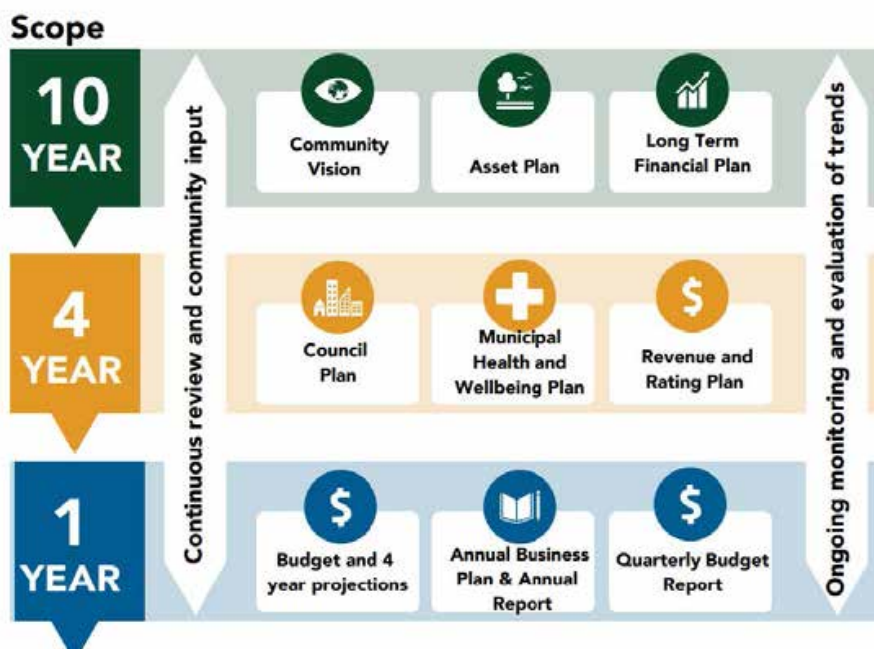 Scope
10
YEAR
Continuous review and community input
Community
Vision
Asset Plan
Long Term
Financial Plan
Ongoing monitoring and evaluation of trends
4
YEAR
Council
Plan
Municipal
Health and
Wellbeing Plan
$
Revenue and
Rating Plan
1
YEAR
$
Budget and 4
year projections
Annual Business
Plan & Annual
Report
$
Quarterly Budget
Report